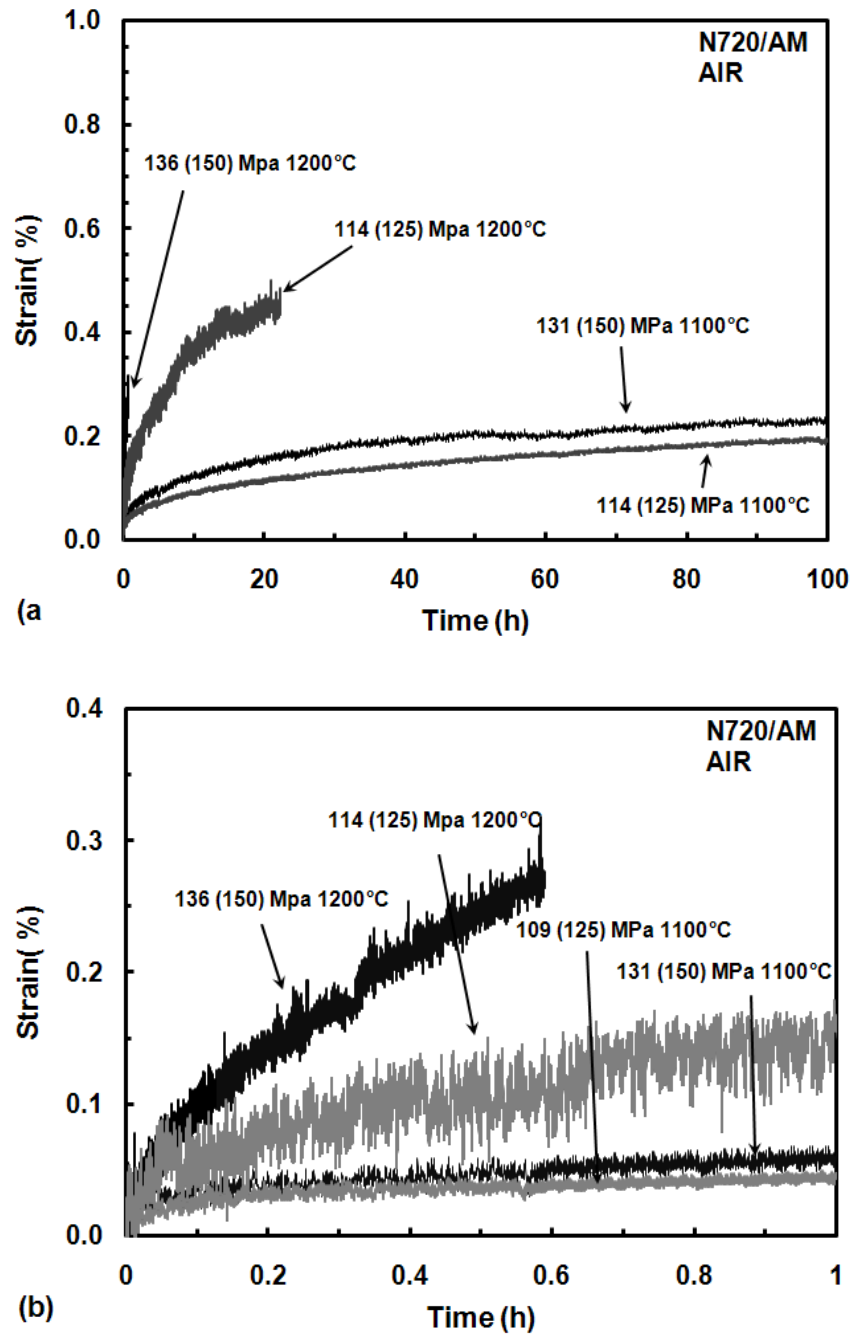 1.0
N720/AM
AIR
0.8
136 (150) Mpa 1200°C
0.6
114 (125) Mpa 1200°C
Strain( %)
131 (150) MPa 1100°C
0.4
0.2
114 (125) MPa 1100°C
0.0
0 20 40 60 80 100
(a
Time (h)
0.4
N720/AM
AIR
114 (125) Mpa 1200°C
0.3
136 (150) Mpa 1200°C
109 (125) MPa 1100°C
131 (150) MPa 1100°C
Strain( %)
0.2
0.1
0.0
0 0.2 0.4 0.6 0.8 1
(b)
Time (h)